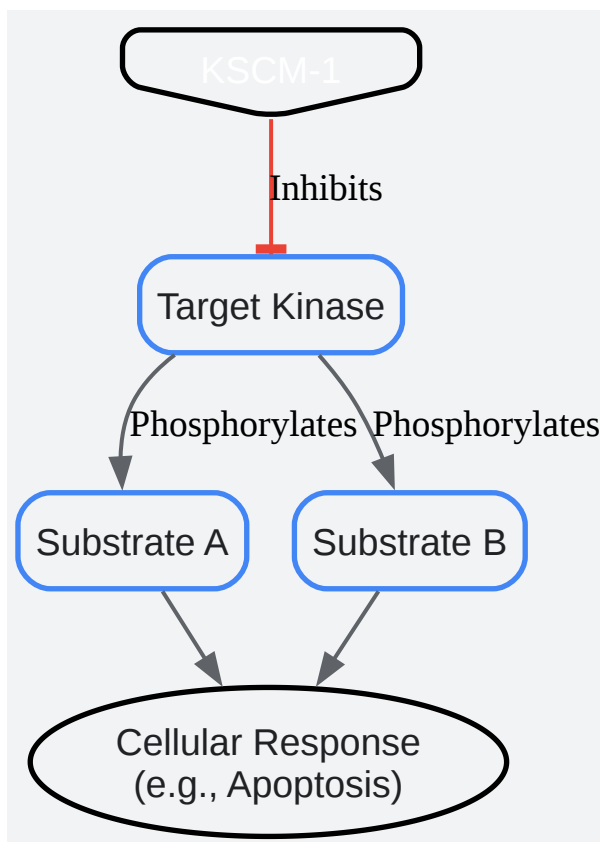 KSCM-1
Inhibits
Target Kinase
Phosphorylates Phosphorylates
Substrate A Substrate B
Cellular Response
(e.g., Apoptosis)